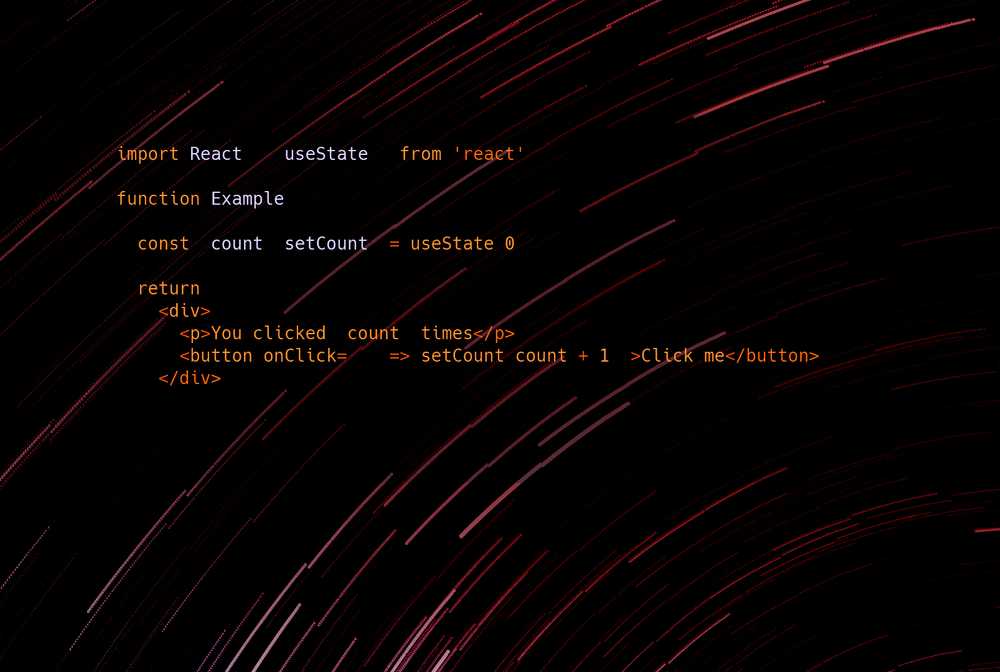 import React    useState   from 'react'
function Example
const  count  setCount  = useState 0
return
<div>
<p>You clicked  count  times</p>
<button onClick=    => setCount count + 1  >Click me</button>
</div>